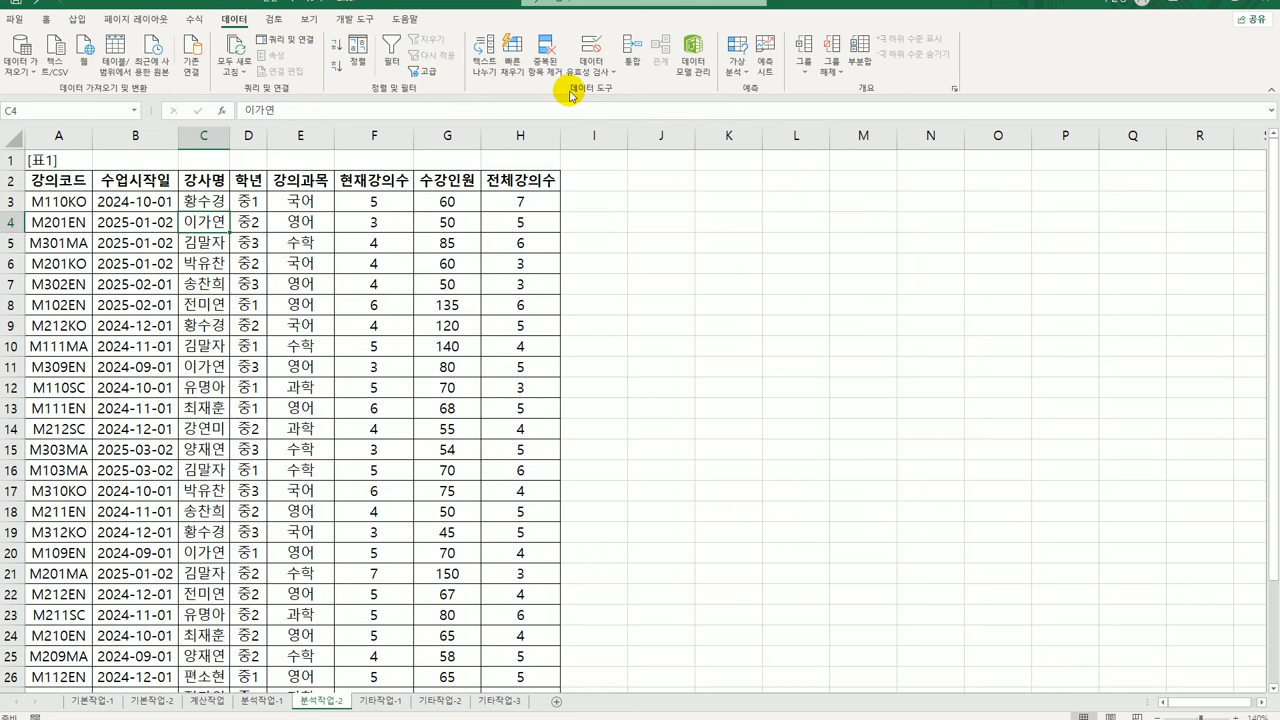 파일 홈 삽입 페이지 레이아웃 수식 데이터 검토 보기 개발 도구 도움말 공유
데이터 가져오기 텍스트/CSV 웹 테이블/범위에서 최근에 사용한 원본 기존 연결
모두 새로 고침 쿼리 및 연결 속성 연결 편집
정렬 필터 지우기 다시 적용 고급
텍스트 나누기 빠른 채우기 중복된 항목 제거 데이터 유효성 검사 통합 관계 데이터 모델 관리
가상 분석 예측 시트 그룹 그룹 해제 부분합 하위 수준 표시 하위 수준 숨기기
데이터 가져오기 및 변환 쿼리 및 연결 정렬 및 필터 데이터 도구 예측 개요
C4 fx 이가연
A B C D E F G H I J K L M N O P Q R
1 [표1]
2 강의코드 수업시작일 강사명 학년 강의과목 현재강의수 수강인원 전체강의수
3 M110KO 2024-10-01 황수경 중1 국어 5 60 7
4 M201EN 2025-01-02 이가연 중2 영어 3 50 5
5 M301MA 2025-01-02 김말자 중3 수학 4 85 6
6 M201KO 2025-01-02 박유찬 중2 국어 4 60 3
7 M302EN 2025-02-01 송찬희 중3 영어 4 50 3
8 M102EN 2025-02-01 전미연 중1 영어 6 135 6
9 M212KO 2024-12-01 황수경 중2 국어 4 120 5
10 M111MA 2024-11-01 김말자 중1 수학 5 140 4
11 M309EN 2024-09-01 이가연 중3 영어 3 80 5
12 M110SC 2024-10-01 유명아 중1 과학 5 70 3
13 M111EN 2024-11-01 최재훈 중1 영어 6 68 5
14 M212SC 2024-12-01 강연미 중2 과학 4 55 4
15 M303MA 2025-03-02 양재연 중3 수학 3 54 5
16 M103MA 2025-03-02 김말자 중1 수학 5 70 6
17 M310KO 2024-10-01 박유찬 중3 국어 6 75 4
18 M211EN 2024-11-01 송찬희 중2 영어 4 50 5
19 M312KO 2024-12-01 황수경 중3 국어 3 45 5
20 M109EN 2024-09-01 이가연 중1 영어 5 70 4
21 M201MA 2025-01-02 김말자 중2 수학 7 150 3
22 M212EN 2024-12-01 전미연 중2 영어 5 67 4
23 M211SC 2024-11-01 유명아 중2 과학 5 80 6
24 M210EN 2024-10-01 최재훈 중2 영어 5 65 4
25 M209MA 2024-09-01 양재연 중2 수학 4 58 5
26 M112EN 2024-12-01 편소현 중1 영어 5 65 5
기본작업-1 기본작업-2 계산작업 분석작업-1 분석작업-2 기타작업-1 기타작업-2 기타작업-3
140%